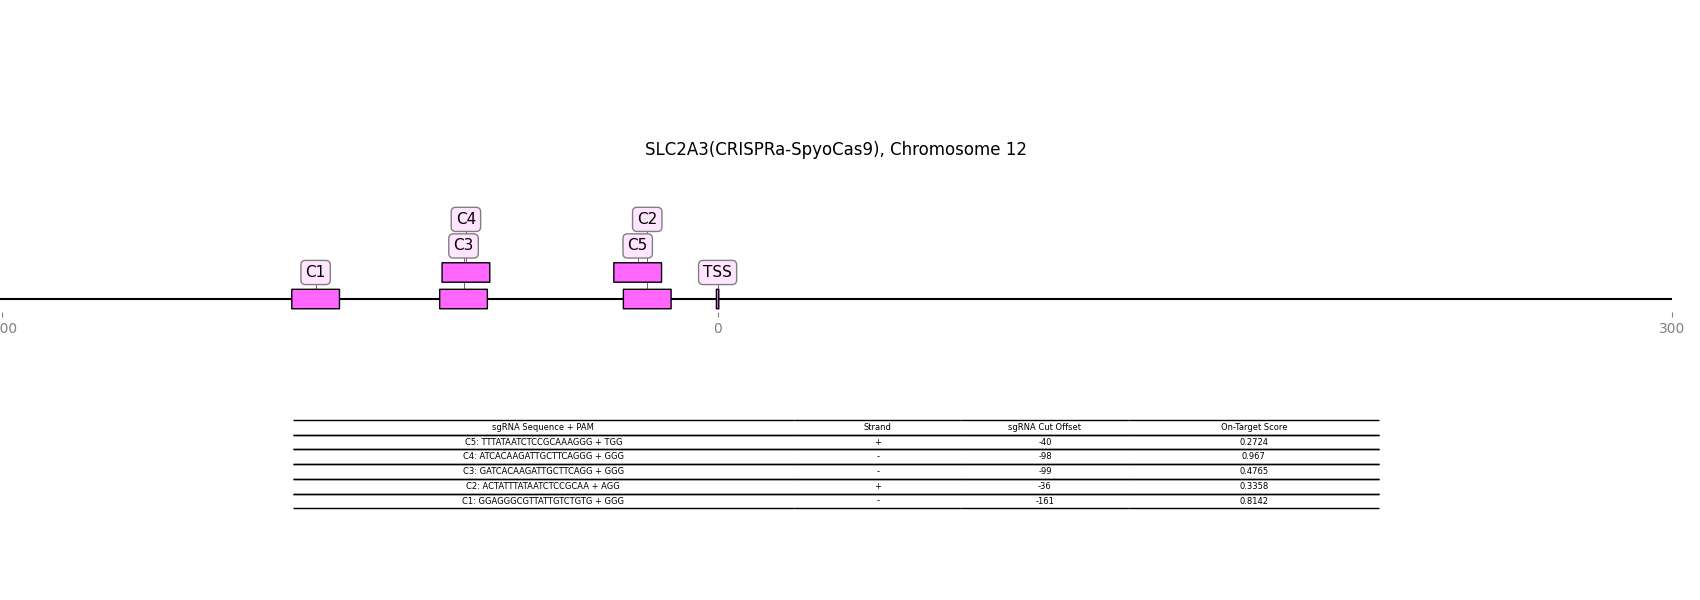 SLC2A3(CRISPRa-SpyoCas9), Chromosome 12
C4 C2
C3 C5
C1 TSS
00 0 300
sgRNA Sequence + PAM Strand sgRNA Cut Offset On-Target Score
C5: TTTATAATCTCCGCAAAGGG + TGG + -40 0.2724
C4: ATCACAAGATTGCTTCAGGG + GGG - -98 0.967
C3: GATCACAAGATTGCTTCAGG + GGG - -99 0.4765
C2: ACTATTTATAATCTCCGCAA + AGG + -36 0.3358
C1: GGAGGGCGTTATTGTCTGTG + GGG - -161 0.8142